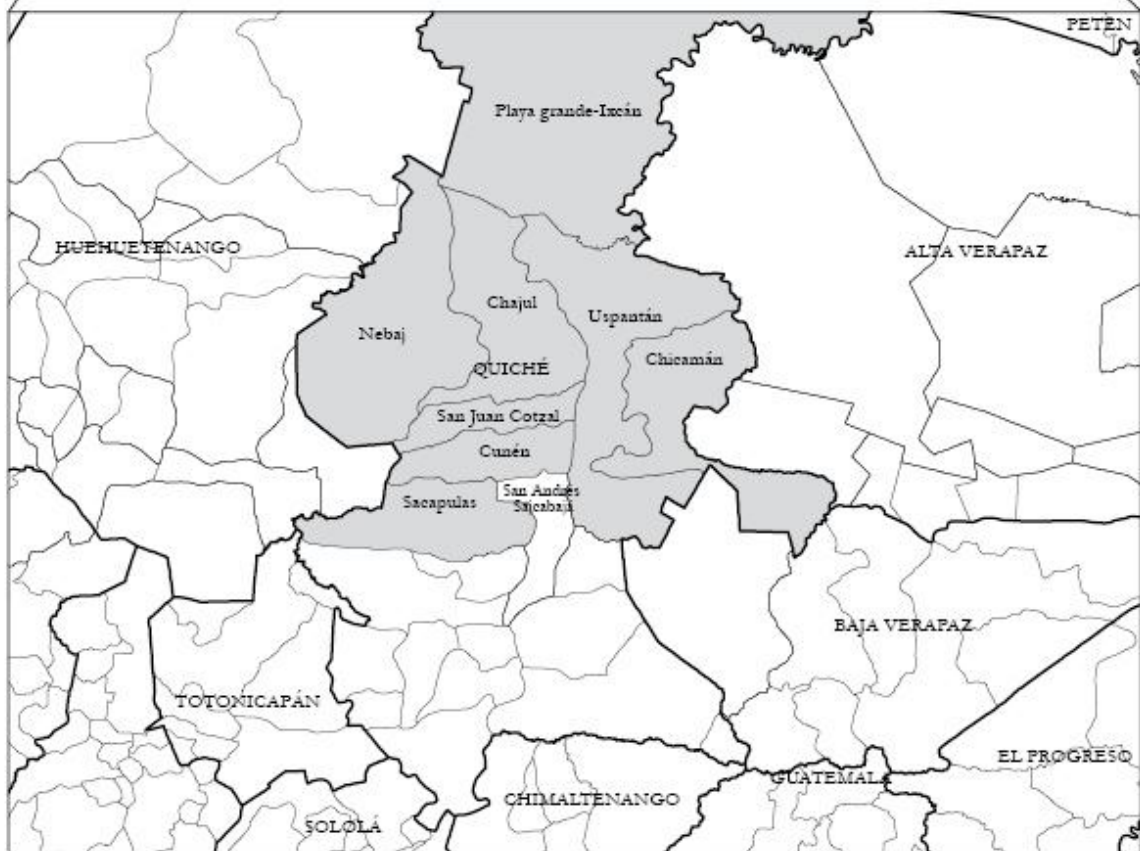 PETÉN
Playa grande-Ixcán
HUEHUETENANGO
ALTA VERAPAZ
Chajul
Uspantán
Nebaj
Chicamán
QUICHÉ
San Juan Cotzal
Cunén
San Andrés
Sajcabajá
Sacapulas
BAJA VERAPAZ
TOTONICAPÁN
EL PROGRESO
GUATEMALA
CHIMALTENANGO
SOLOLÁ